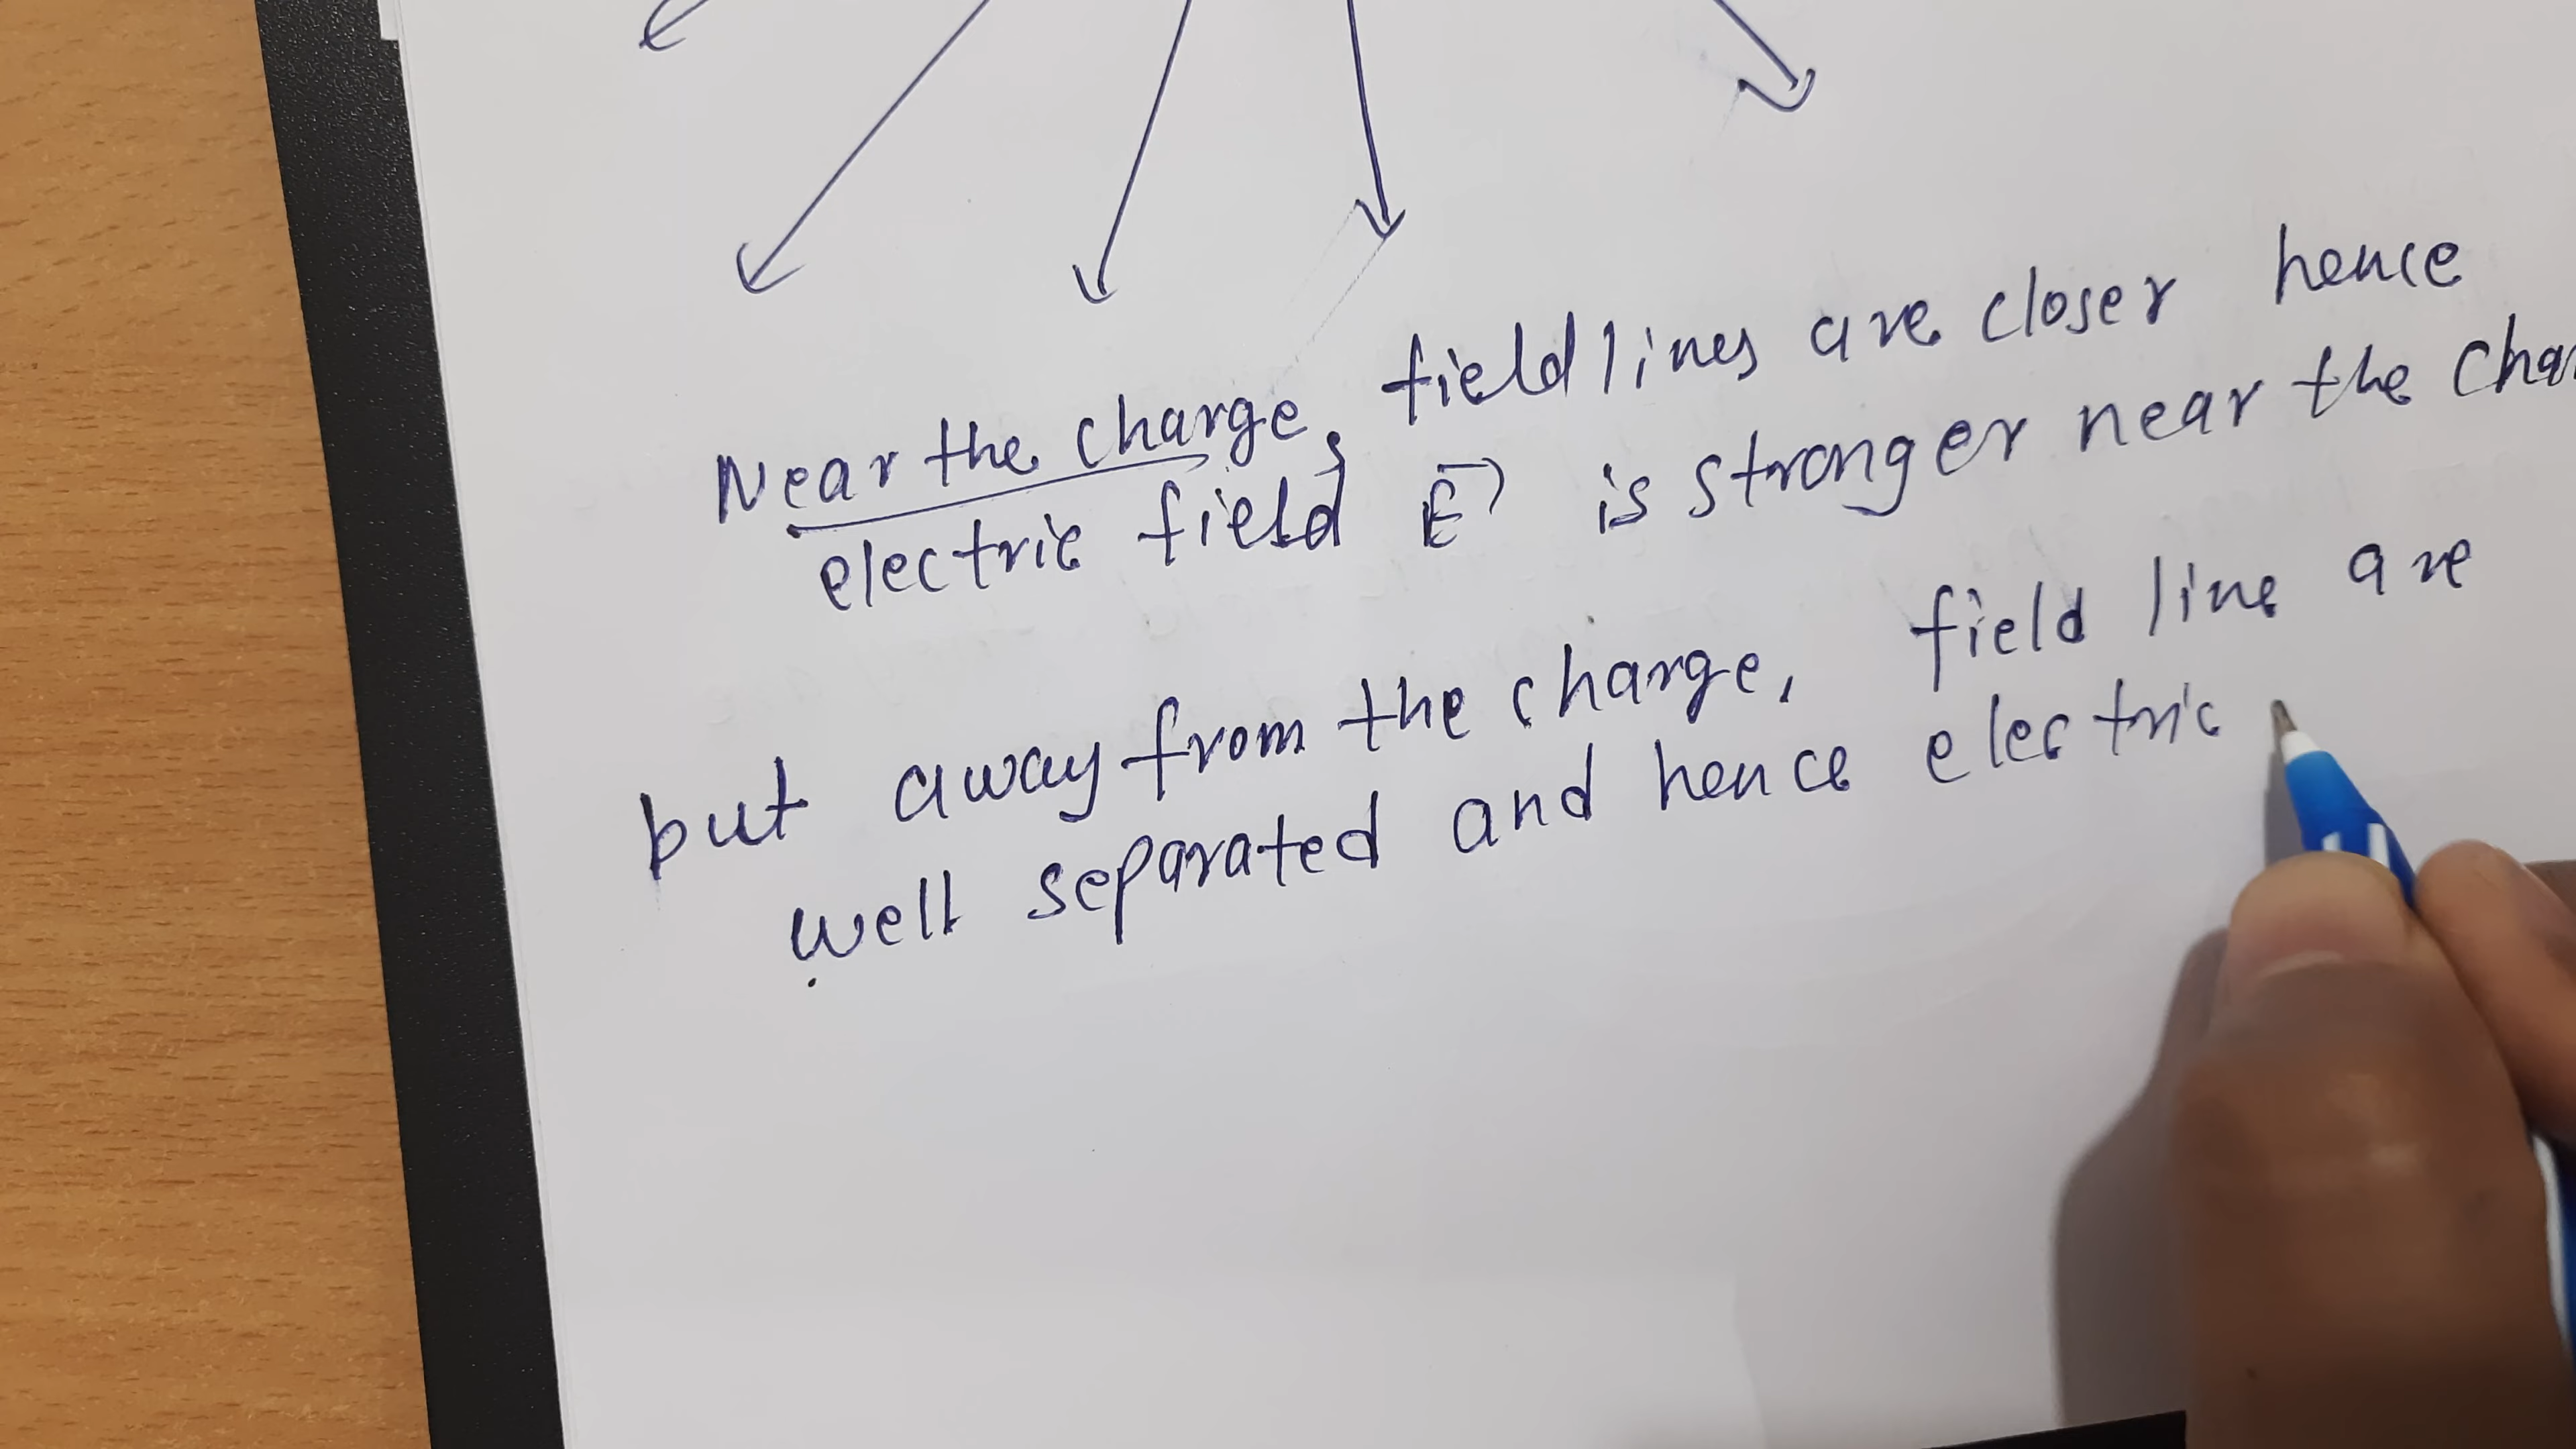 Near the charge, field lines are closer hence
electric field E⃗ is stronger near the
but away from the charge, field line are
well separated and hence electric